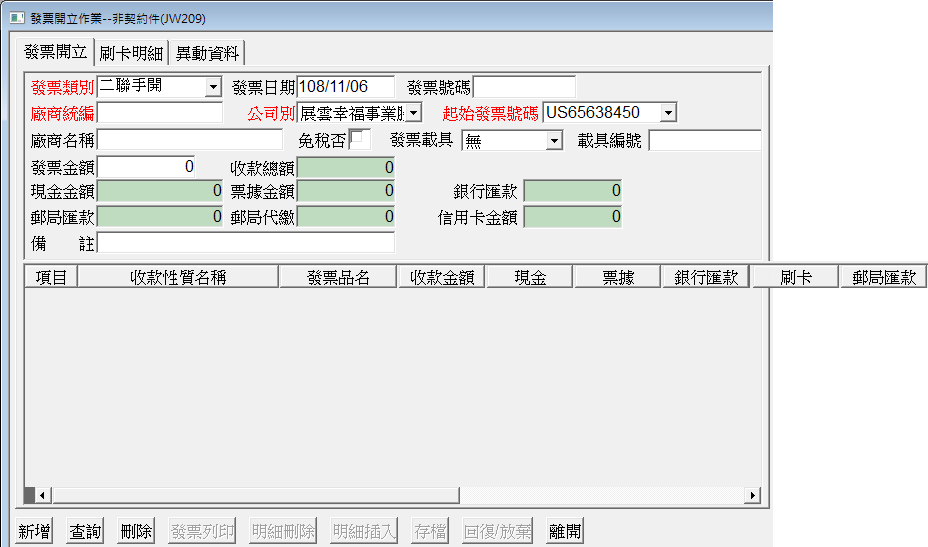 發票開立作業--非契約件(JW209)
發票開立 刷卡明細 異動資料
發票類別 二聯手開 發票日期 108/11/06 發票號碼
廠商統編 公司別 展雲幸福事業 起始發票號碼 US65638450
廠商名稱 免稅否 發票載具 無 載具編號
發票金額 0 收款總額 0
現金金額 0 票據金額 0 銀行匯款 0
郵局匯款 0 郵局代繳 0 信用卡金額 0
備 註
項目 收款性質名稱 發票品名 收款金額 現金 票據 銀行匯款 刷卡 郵局匯款
新增 查詢 刪除 發票列印 明細刪除 明細插入 存檔 回復/放棄 離開